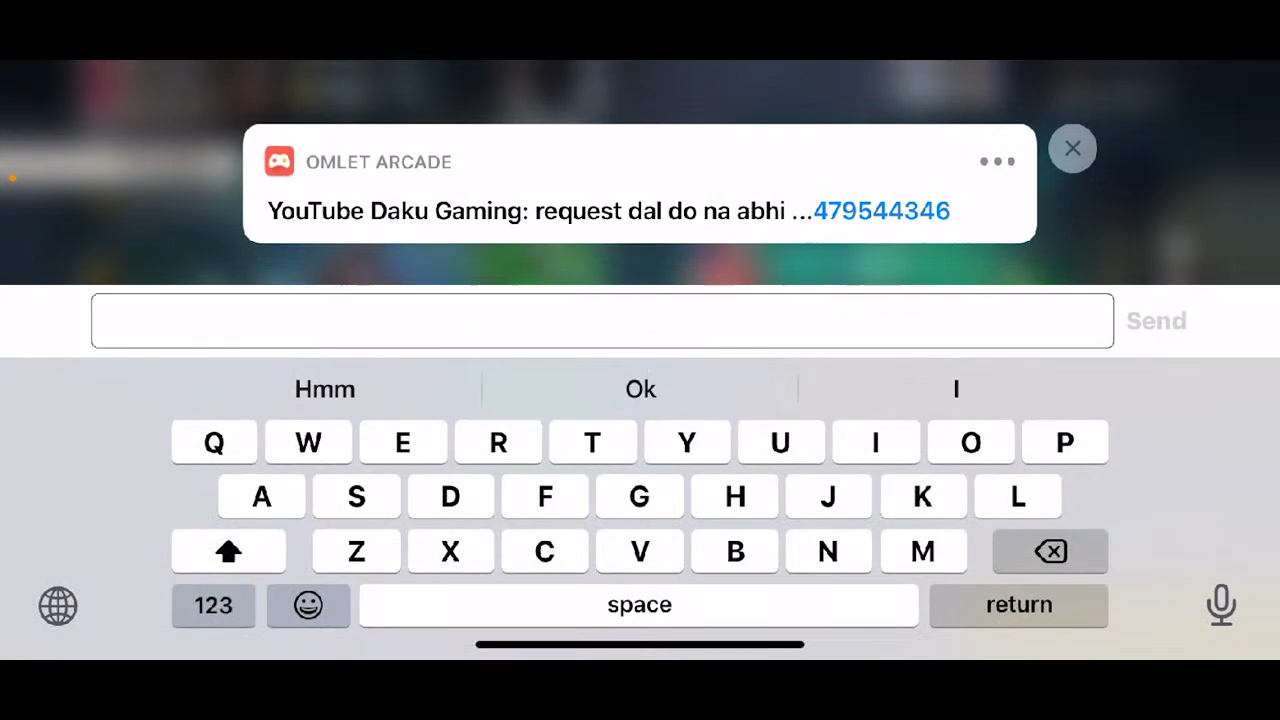 OMLET ARCADE
YouTube Daku Gaming: request dal do na abhi ...479544346
Send
Hmm Ok I
Q W E R T Y U I O P
A S D F G H J K L
Z X C V B N M
123 space return